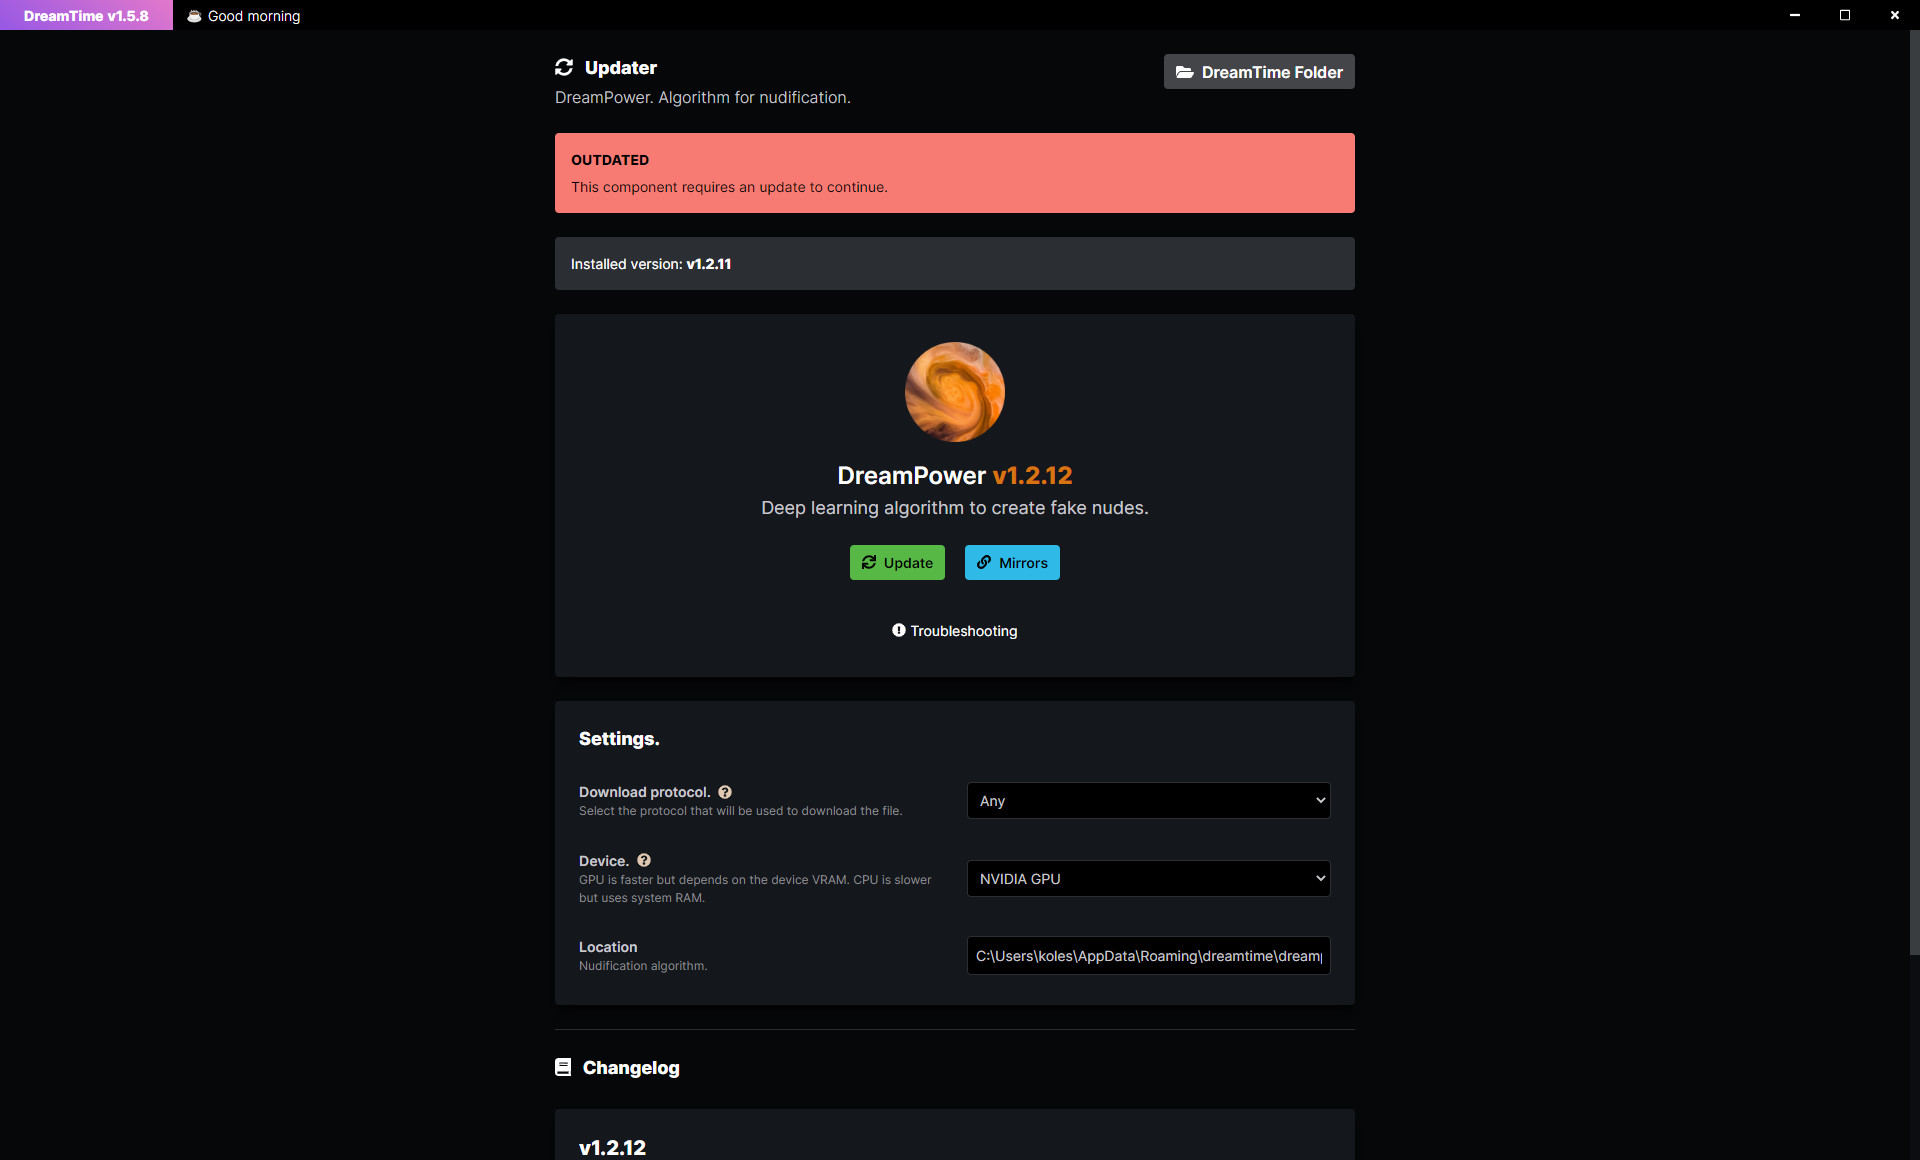 DreamTime v1.5.8
Good morning
Updater
DreamTime Folder
DreamPower. Algorithm for nudification.
OUTDATED
This component requires an update to continue.
Installed version: v1.2.11
DreamPower v1.2.12
Deep learning algorithm to create fake nudes.
Update
Mirrors
Troubleshooting
Settings.
Download protocol.
Select the protocol that will be used to download the file.
Any
Device.
GPU is faster but depends on the device VRAM. CPU is slower
but uses system RAM.
NVIDIA GPU
Location
Nudification algorithm.
C:\Users\koles\AppData\Roaming\dreamtime\dream
Changelog
v1.2.12